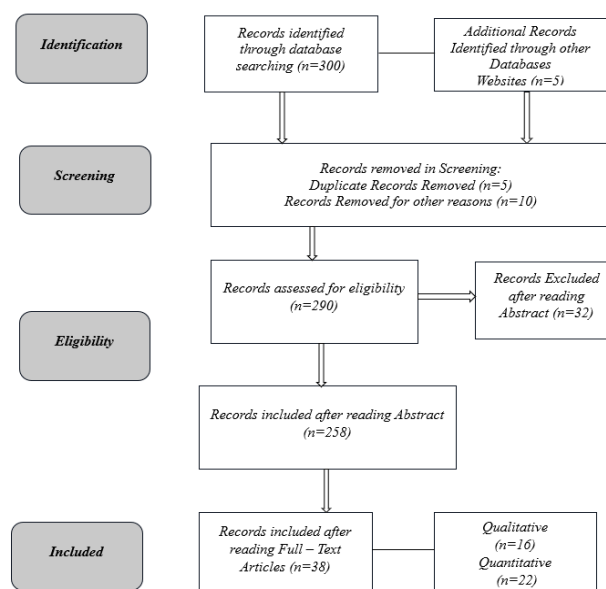 Identification
Records identified
through database
searching (n=300)
Additional Records
Identified through other
Databases
Websites (n=5)
Screening
Records removed in Screening:
Duplicate Records Removed (n=5)
Records Removed for other reasons (n=10)
Records assessed for eligibility
(n=290)
Records Excluded
after reading
Abstract (n=32)
Eligibility
Records included after reading Abstract
(n=258)
Included
Records included after
reading Full – Text
Articles (n=38)
Qualitative
(n=16)
Quantitative
(n=22)